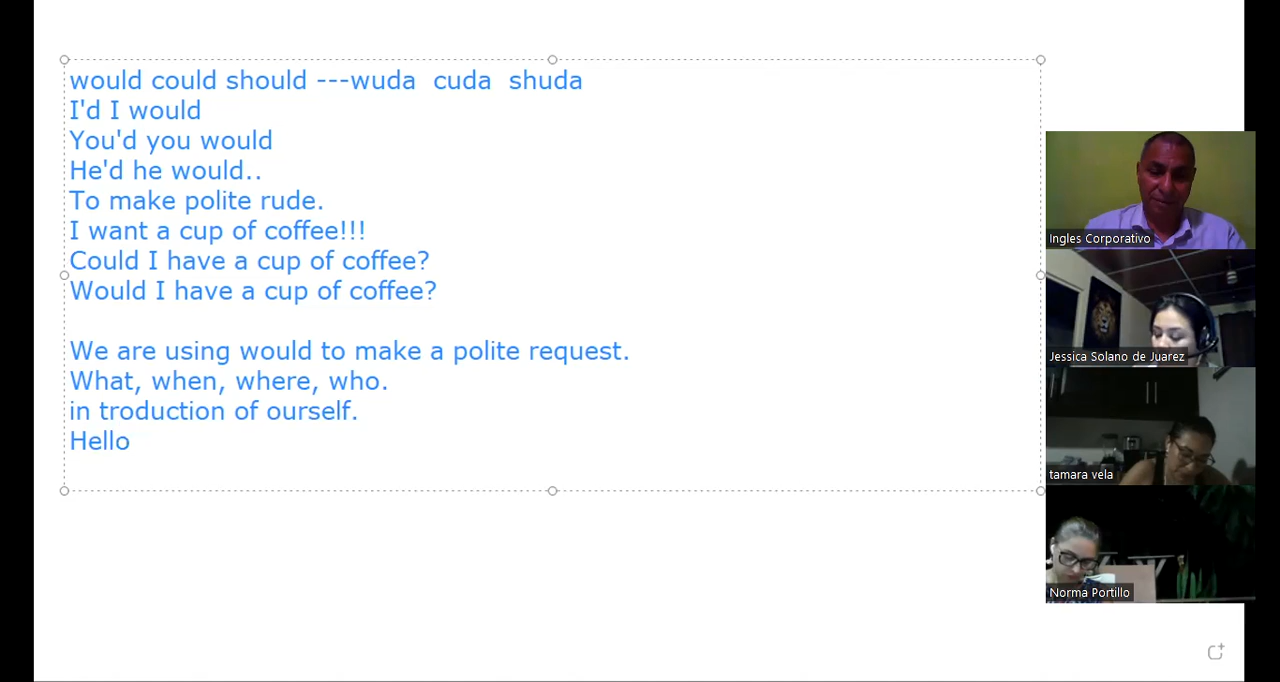 would could should ---wuda  cuda  shuda
I'd I would
You'd you would
He'd he would..
To make polite rude.
I want a cup of coffee!!!
Could I have a cup of coffee?
Would I have a cup of coffee?
We are using would to make a polite request.
What, when, where, who.
in troduction of ourself.
Hello
Ingles Corporativo
Jessica Solano de Juarez
tamara vela
Norma Portillo